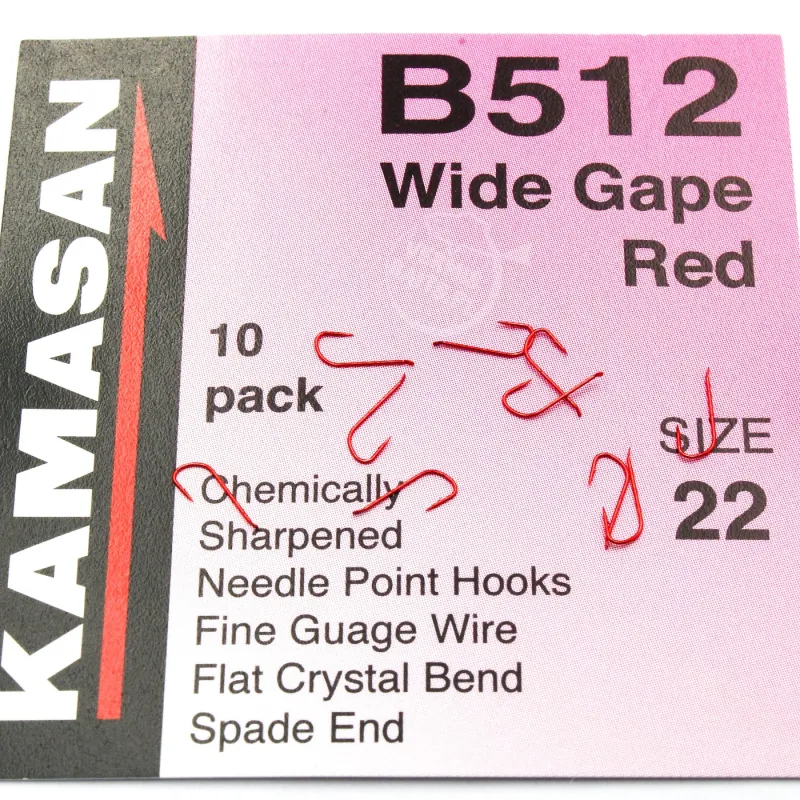 KAMASAN
B512
Wide Gape
Red
10
pack
SIZE
22
Chemically
Sharpened
Needle Point Hooks
Fine Guage Wire
Flat Crystal Bend
Spade End